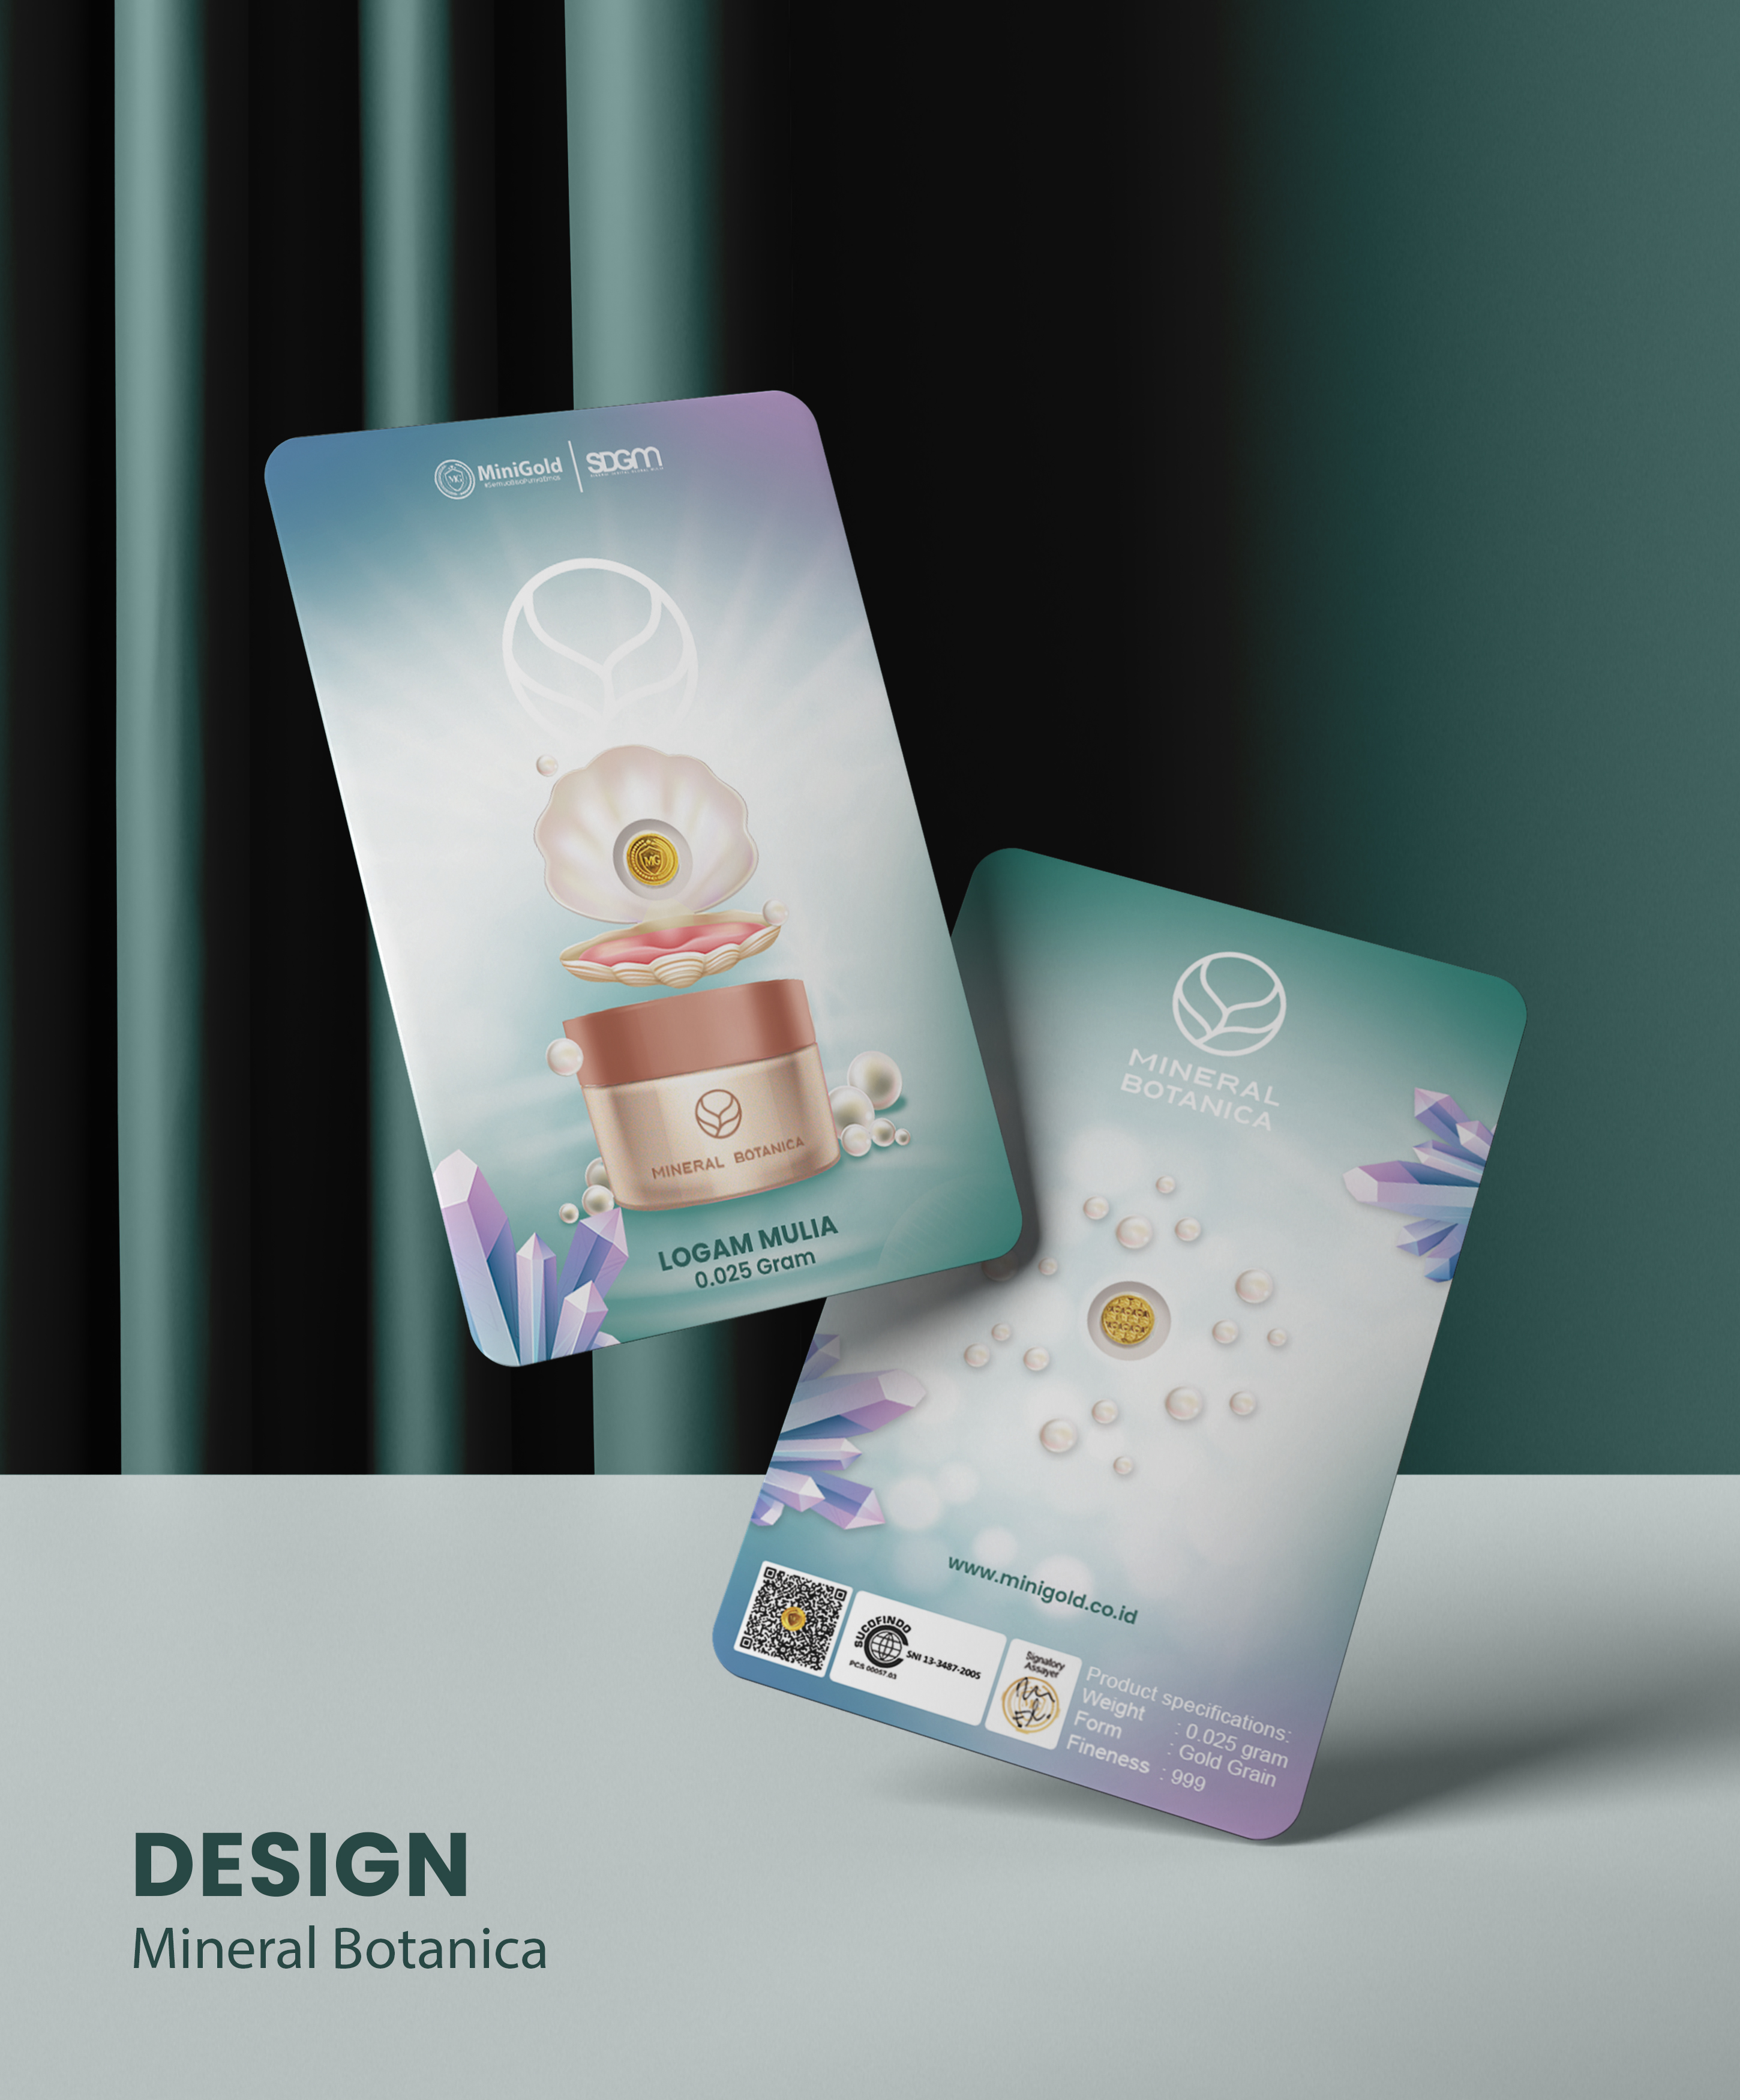 MG
MiniGold
#SemuaBisaPunyaEmas
SDGM
MG
MINERAL BOTANICA
LOGAM MULIA
0.025 Gram
MINERAL
BOTANICA
www.minigold.co.id
SUCOFINDO
SNI 13-3487-2005
PCS 00057.03
Signatory
Assayer
Product specifications:
Weight : 0.025 gram
Form : Gold Grain
Fineness : 999
DESIGN
Mineral Botanica